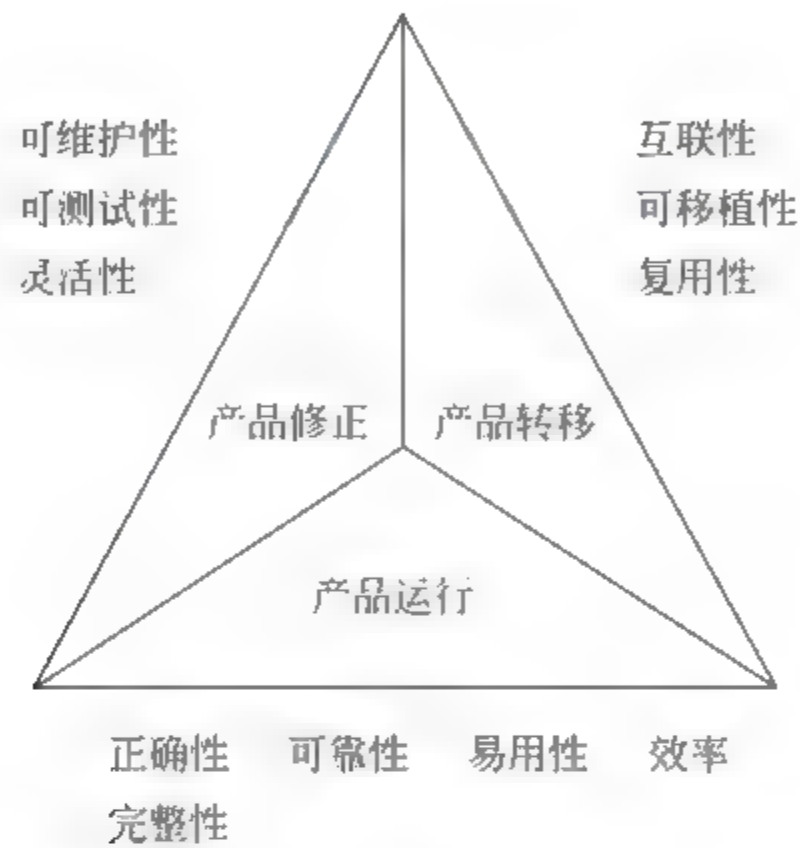 可维护性
可测试性
灵活性
互联性
可移植性
复用性
产品修正
产品转移
产品运行
正确性 可靠性 易用性 效率
完整性